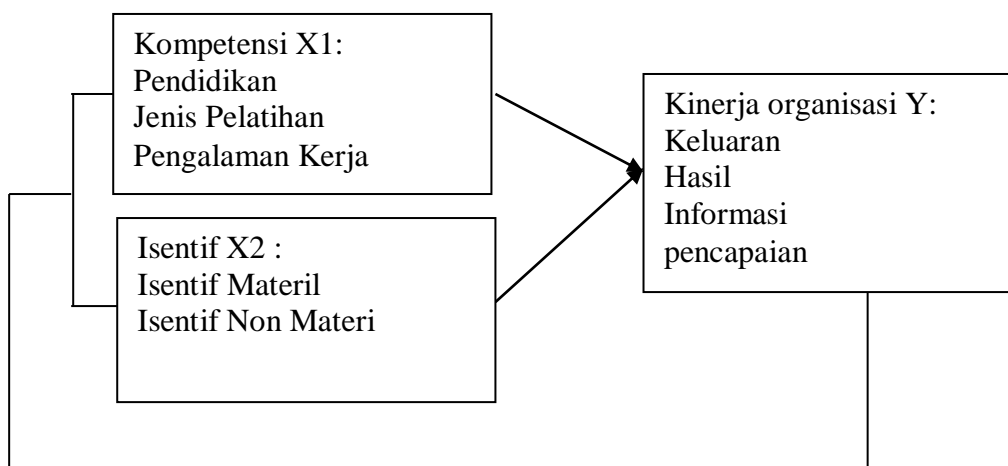 Kompetensi X1:
Pendidikan
Jenis Pelatihan
Pengalaman Kerja
Isentif X2 :
Isentif Materil
Isentif Non Materi
Kinerja organisasi Y:
Keluaran
Hasil
Informasi
pencapaian